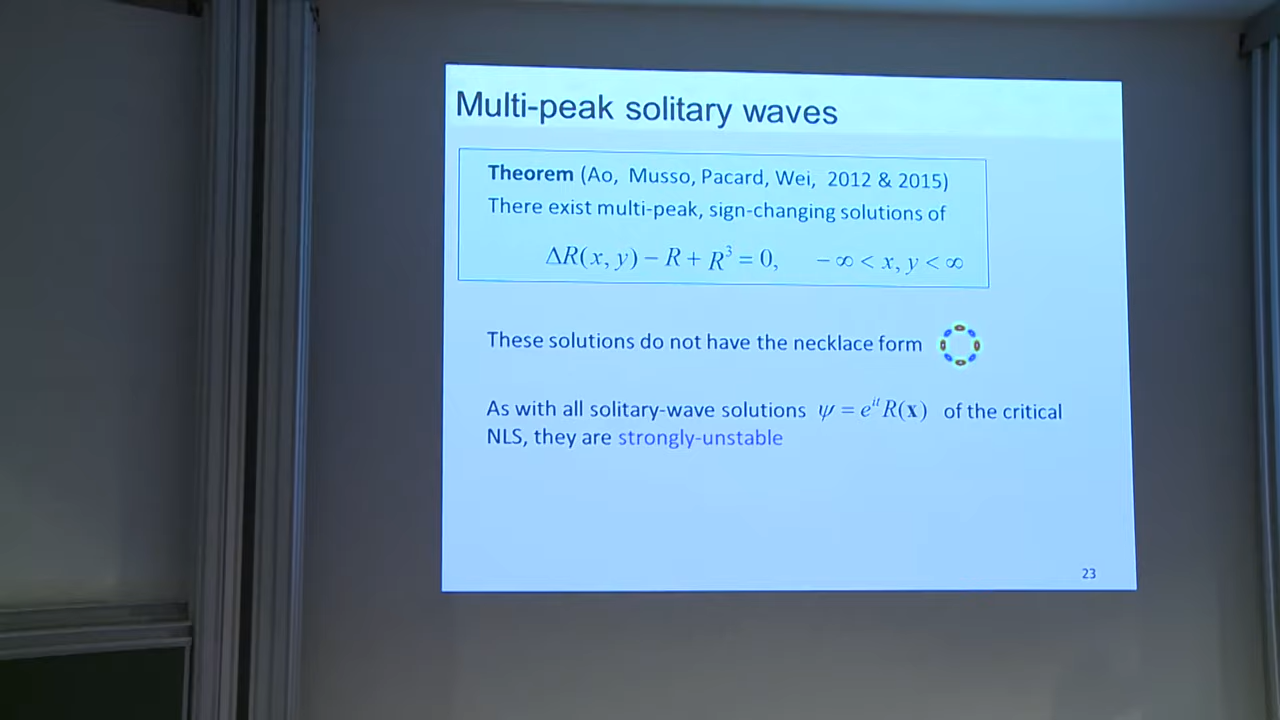 Multi-peak solitary waves
Theorem (Ao, Musso, Pacard, Wei, 2012 & 2015)
There exist multi-peak, sign-changing solutions of
ΔR(x, y) − R + R³ = 0, − ∞ < x, y < ∞
These solutions do not have the necklace form
As with all solitary-wave solutions ψ = eⁱᵗR(x) of the critical
NLS, they are strongly-unstable
23